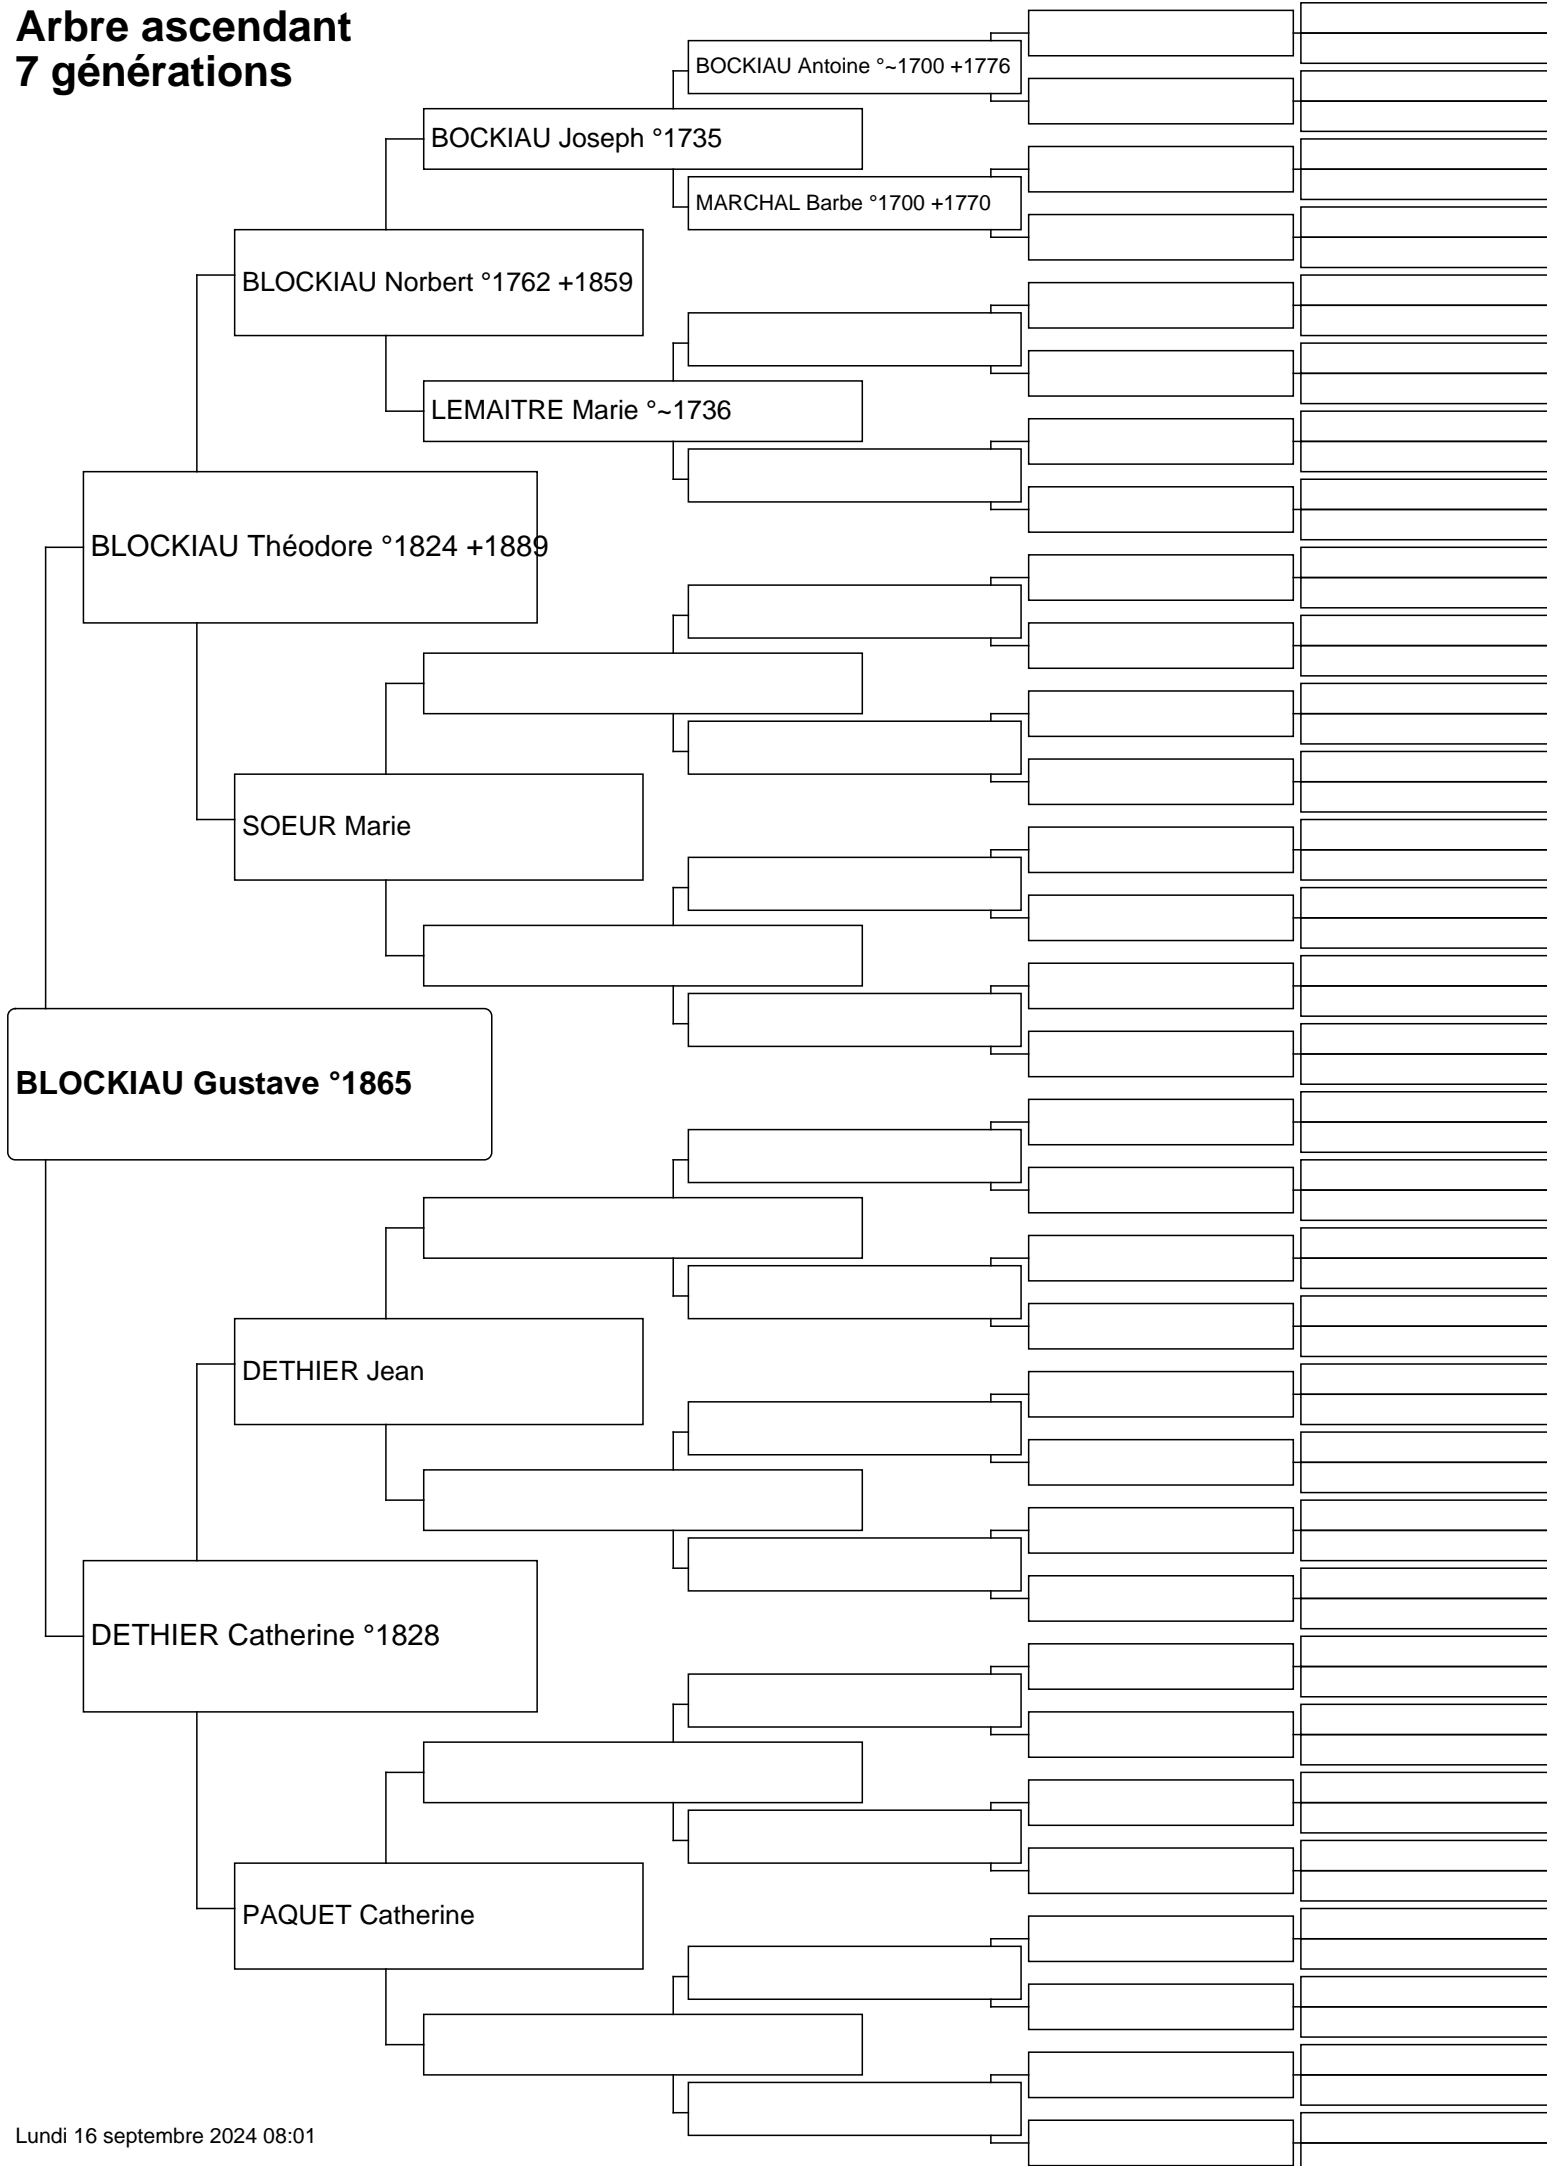 Arbre ascendant
7 générations
BOCKIAU Antoine °~1700 +1776
BOCKIAU Joseph °1735
MARCHAL Barbe °1700 +1770
BLOCKIAU Norbert °1762 +1859
LEMAITRE Marie °~1736
BLOCKIAU Théodore °1824 +1889
SOEUR Marie
BLOCKIAU Gustave °1865
DETHIER Jean
DETHIER Catherine °1828
PAQUET Catherine
Lundi 16 septembre 2024 08:01